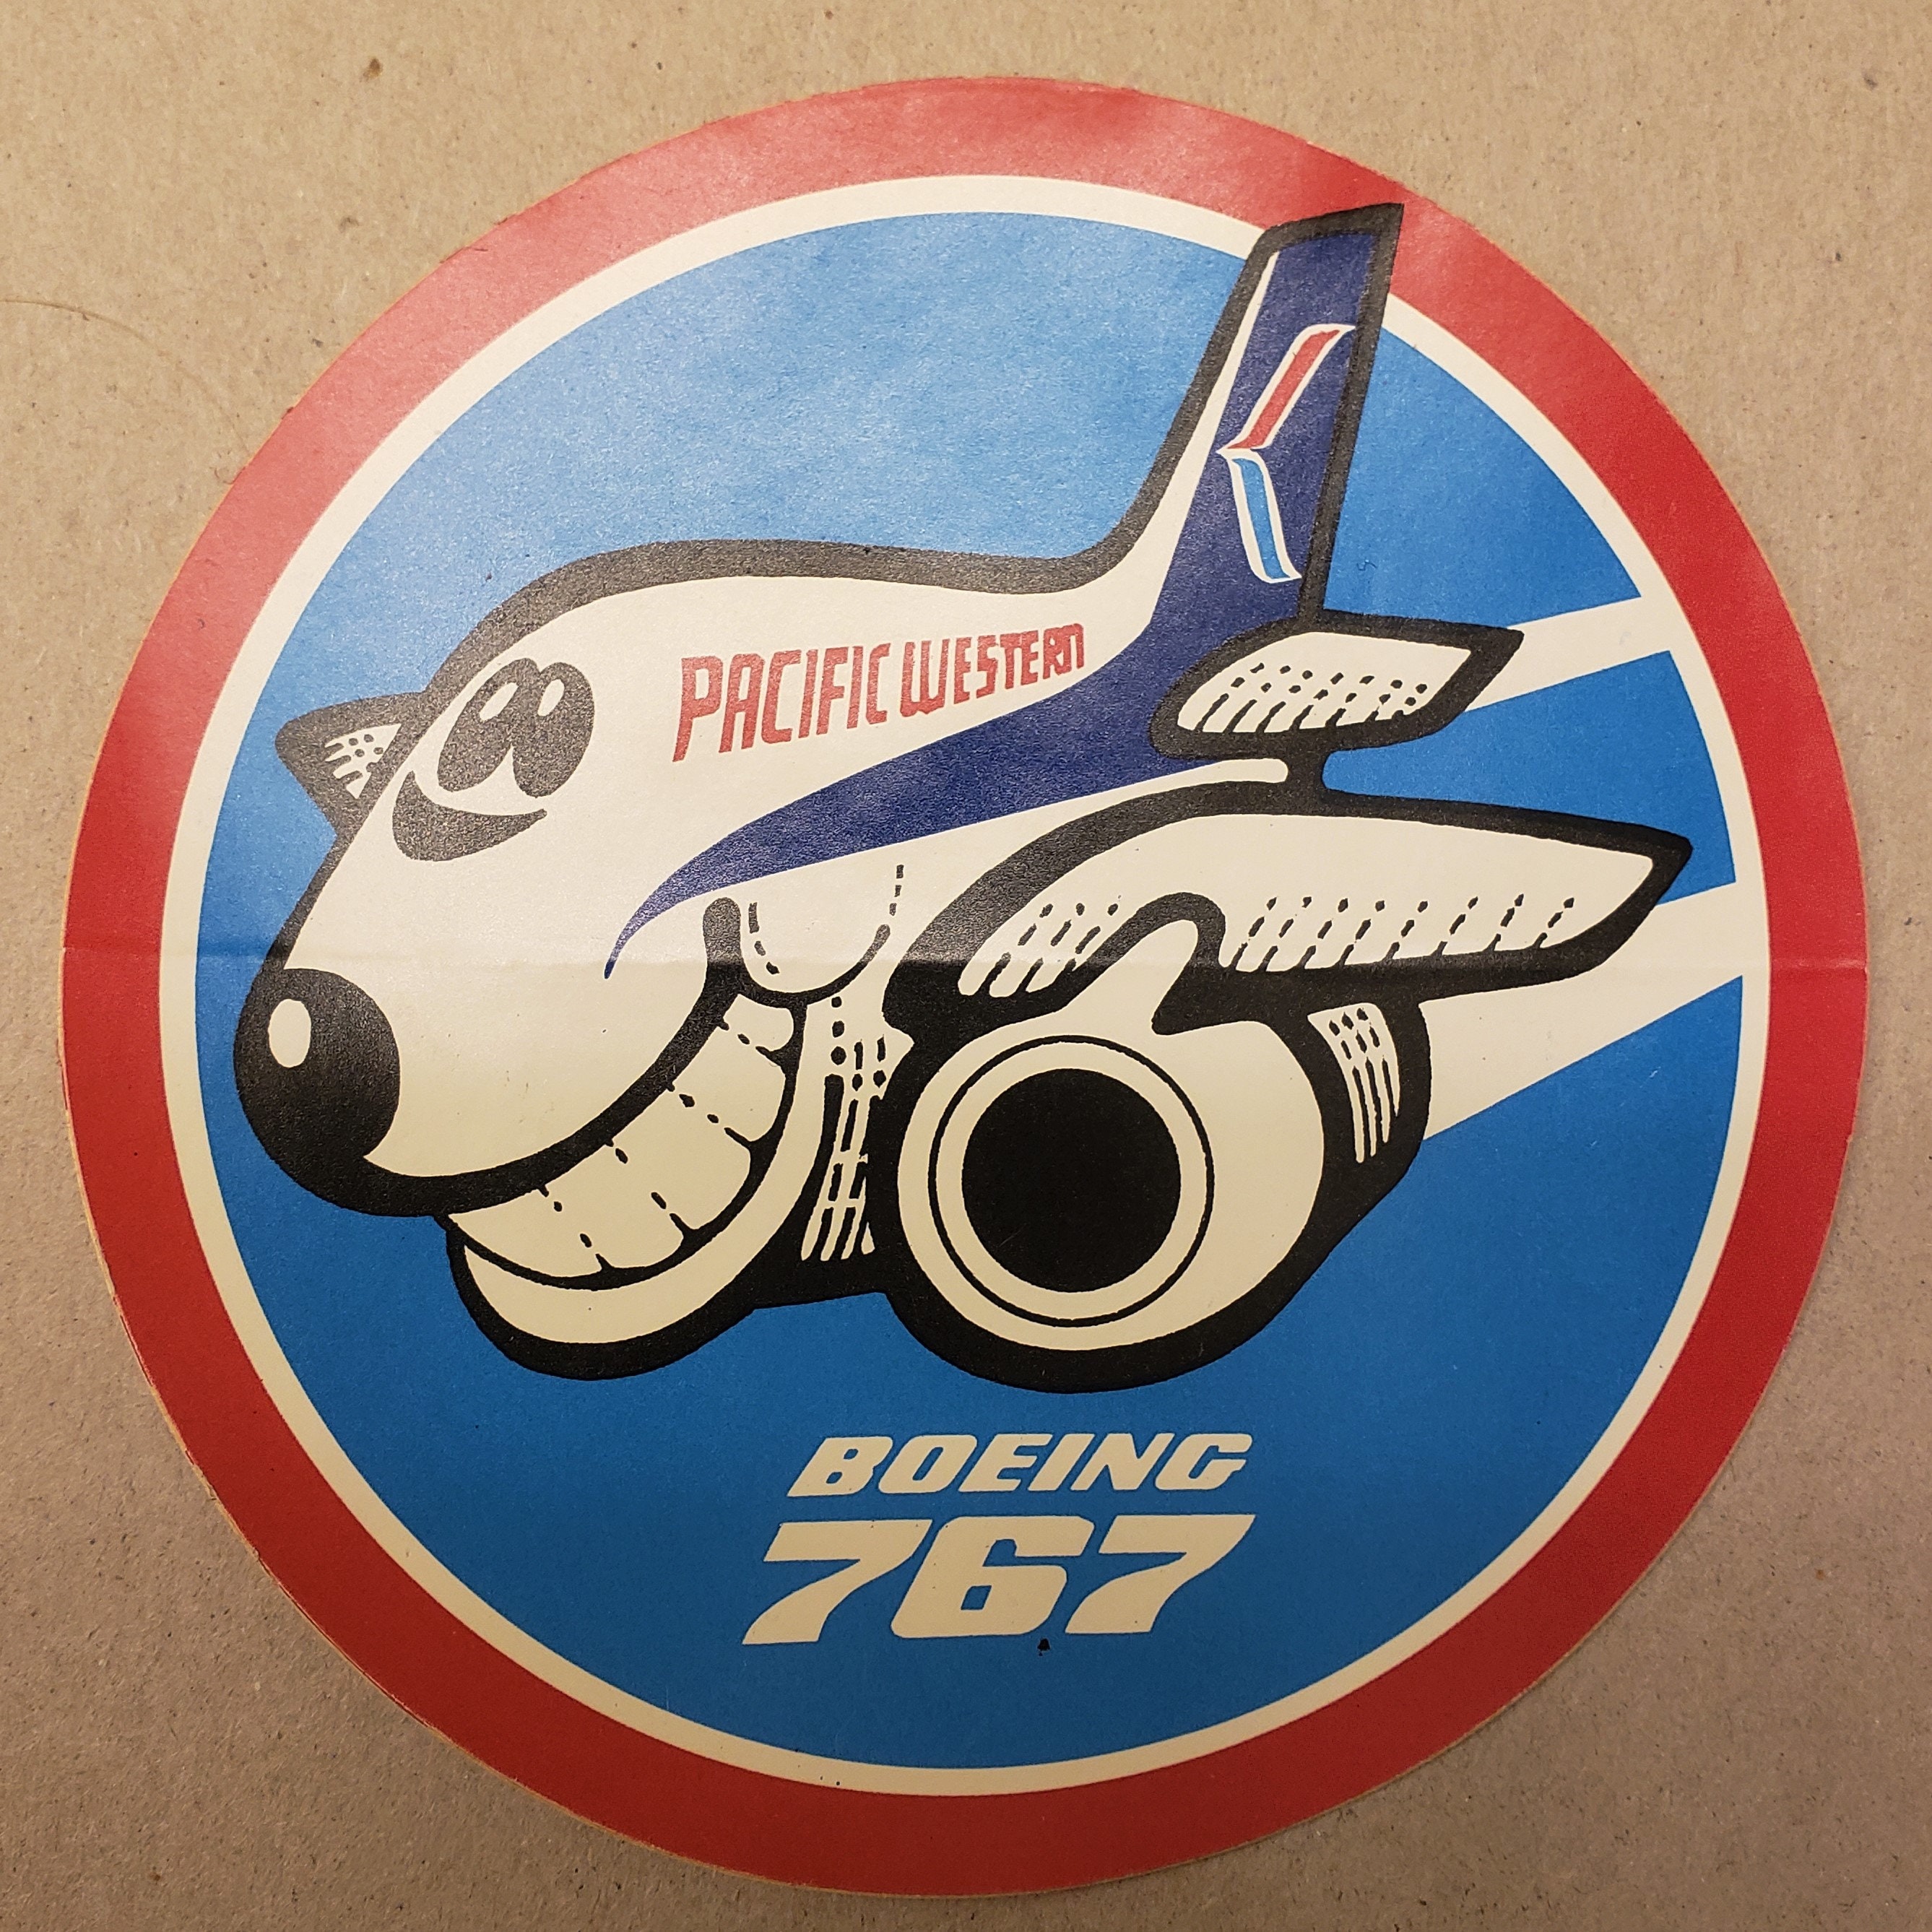 PACIFIC WESTERN
BOEING
767